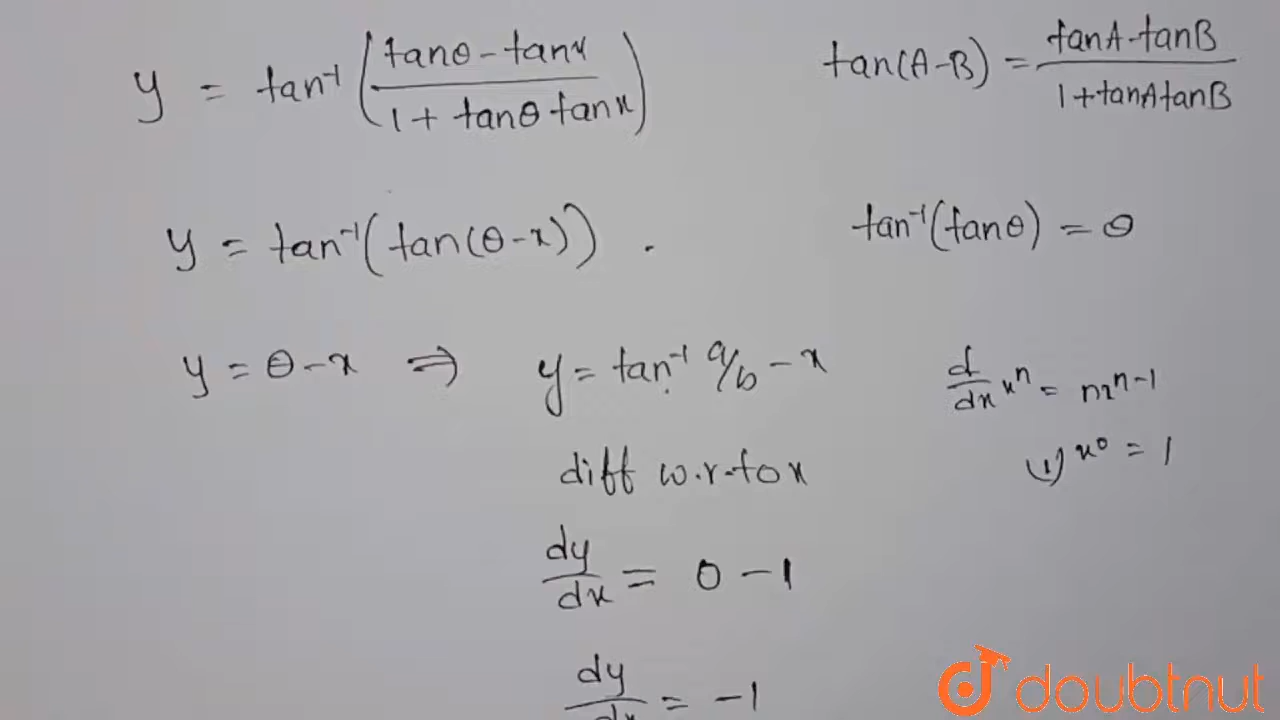 y = tan⁻¹ ( (tanθ - tanx) / (1 + tanθ tanx) )
tan(A-B) = (tanA - tanB) / (1 + tanA tanB)
y = tan⁻¹(tan(θ-x)) .
tan⁻¹(tanθ) = θ
y = θ - x ⇒ y = tan⁻¹ a/b - x
d/dx xⁿ = nxⁿ⁻¹
(1) x⁰ = 1
diff w.r.to x
dy/dx = 0 - 1
dy/dx = -1
doubtnut